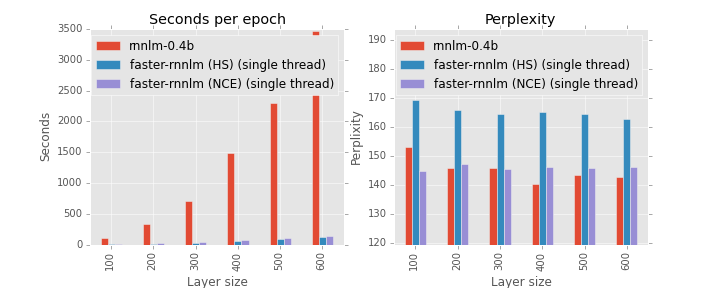 Seconds per epoch
rnnlm-0.4b
faster-rnnlm (HS) (single thread)
faster-rnnlm (NCE) (single thread)
3500
3000
2500
2000
1500
1000
500
0
Seconds
100
200
300
400
500
600
Layer size
Perplexity
rnnlm-0.4b
faster-rnnlm (HS) (single thread)
faster-rnnlm (NCE) (single thread)
190
180
170
160
150
140
130
120
Perplixity
100
200
300
400
500
600
Layer size